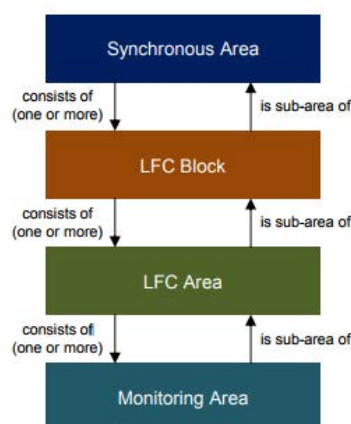 Synchronous Area
consists of
(one or more)
is sub-area of
LFC Block
consists of
(one or more)
is sub-area of
LFC Area
consists of
(one or more)
is sub-area of
Monitoring Area